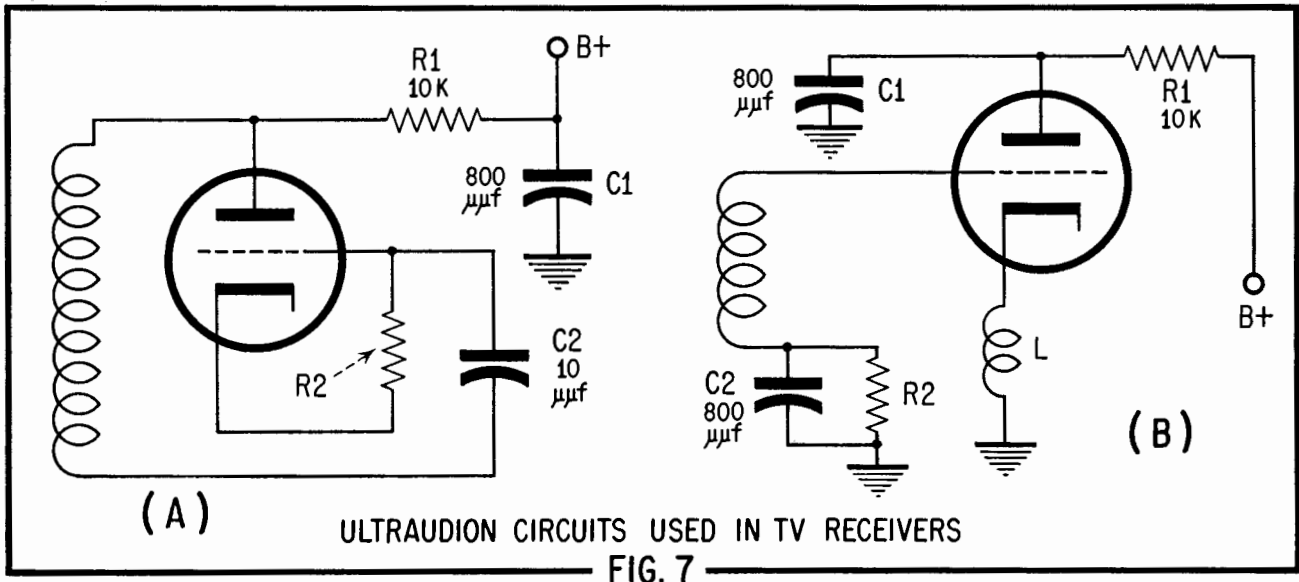 R1
10K
B+
800
μμf
C1
R2
C2
10
μμf
(A)
800
μμf
C1
R1
10K
B+
C2
800
μμf
R2
L
(B)
ULTRAUDION CIRCUITS USED IN TV RECEIVERS
FIG. 7